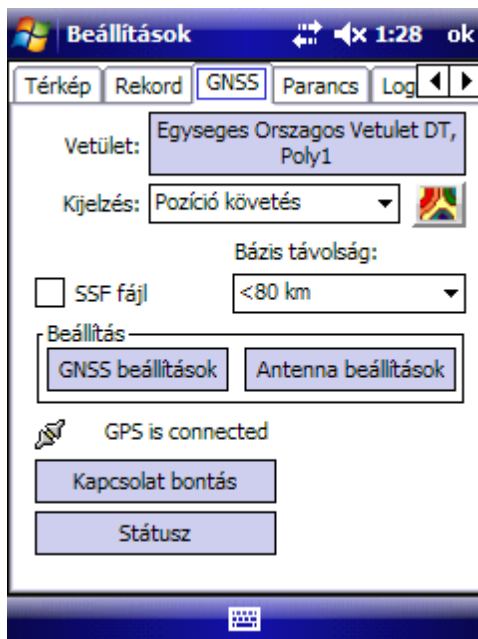 Beállítások 1:28 ok
Térkép Rekord GNSS Parancs Log
Vetület: Egyseges Orszagos Vetulet DT,
Poly1
Kijelzés: Pozíció követés
Bázis távolság:
SSF fájl <80 km
Beállítás
GNSS beállítások Antenna beállítások
GPS is connected
Kapcsolat bontás
Státusz